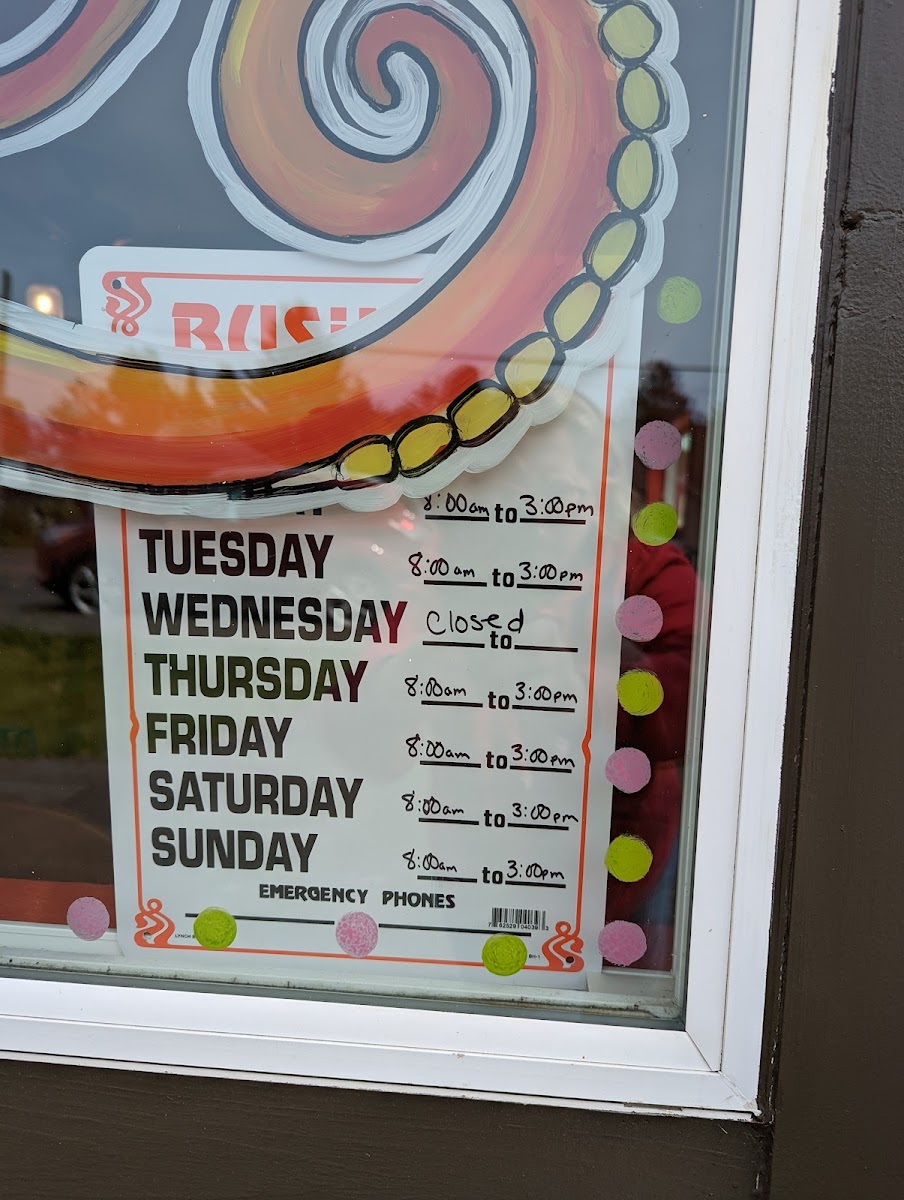 8:00am to 3:00pm
TUESDAY 8:00am to 3:00pm
WEDNESDAY Closed to
THURSDAY 8:00am to 3:00pm
FRIDAY 8:00am to 3:00pm
SATURDAY 8:00am to 3:00pm
SUNDAY 8:00am to 3:00pm
EMERGENCY PHONES